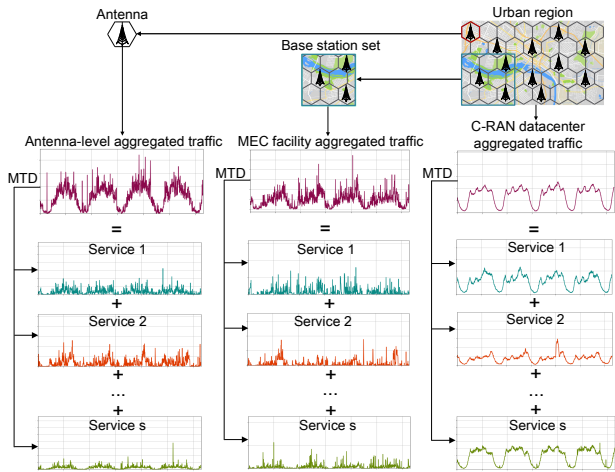 Antenna
Urban region
Base station set
Antenna-level aggregated traffic
MEC facility aggregated traffic
C-RAN datacenter
aggregated traffic
MTD
MTD
MTD
=
=
=
Service 1
Service 1
Service 1
+
+
+
Service 2
Service 2
Service 2
+
+
+
...
...
...
+
+
+
Service s
Service s
Service s